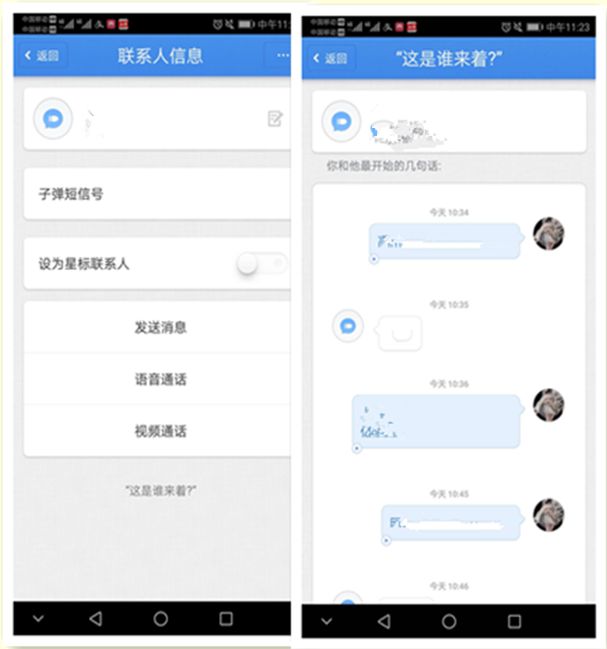 中国移动
中国移动
中午11:
返回
联系人信息
子弹短信号
设为星标联系人
发送消息
语音通话
视频通话
“这是谁来着?”
中国移动
中国移动
中午11:23
返回
“这是谁来着?”
你和他最开始的几句话:
今天 10:34
今天 10:35
今天 10:36
今天 10:45
今天 10:46